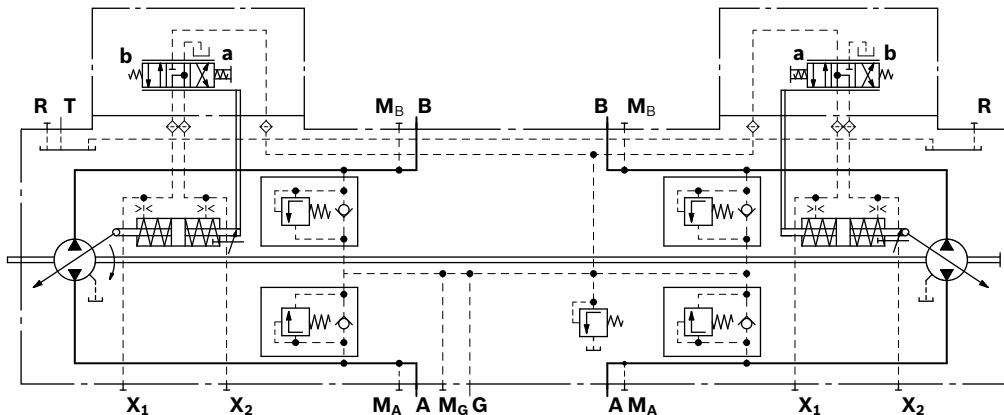 b a a b
R T M_B B B M_B R
X_1 X_2 M_A A M_G G A M_A X_1 X_2